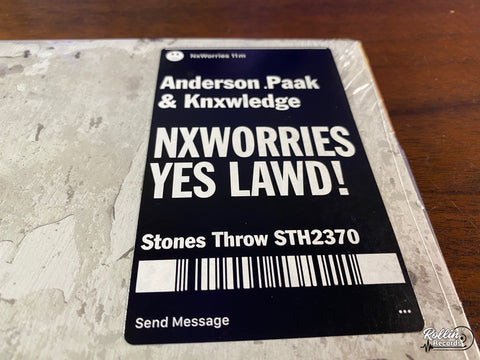 NxWorries 11m
Anderson .Paak
& Knxwledge
NXWORRIES
YES LAWD!
Stones Throw STH2370
Send Message
...
Rollin
Records